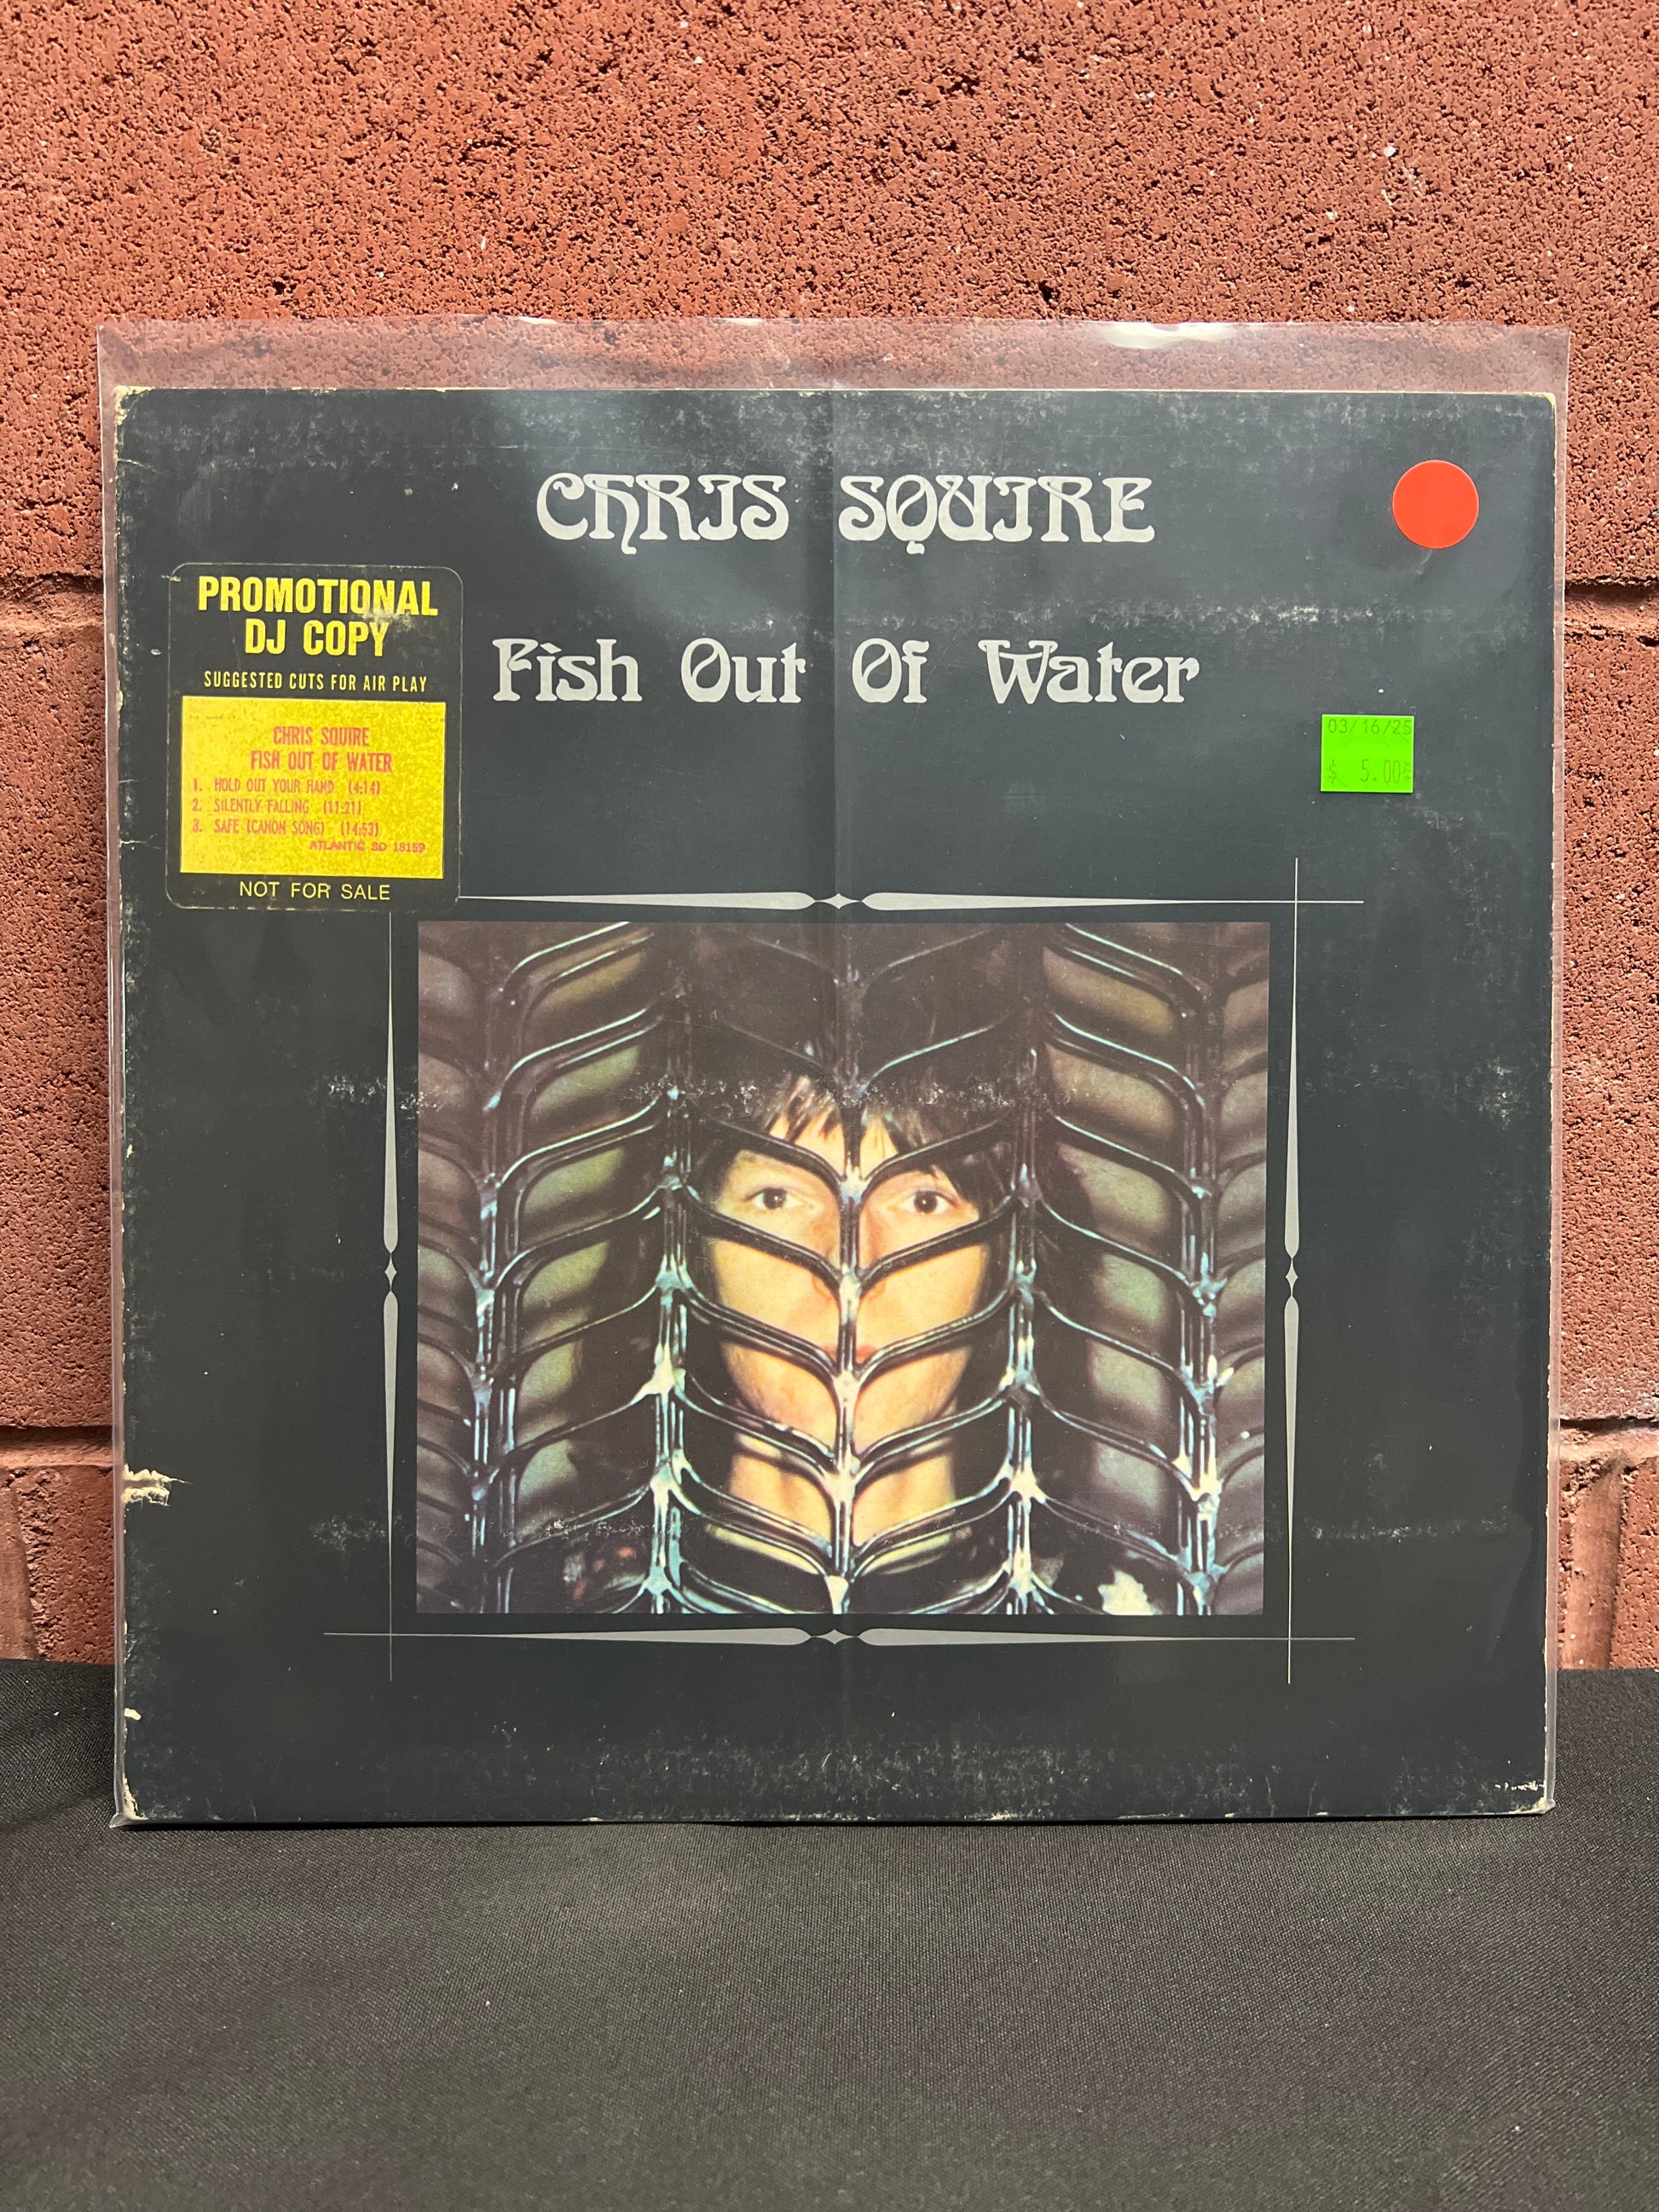 CHRIS SQUIRE
PROMOTIONAL
DJ COPY
SUGGESTED CUTS FOR AIR PLAY
CHRIS SQUIRE
FISH OUT OF WATER
1. HOLD OUT YOUR HAND (4:14)
2. SILENTLY FALLING (11:21)
3. SAFE (CANON SONG) (14:53)
ATLANTIC SD 18159
NOT FOR SALE
Fish Out Of Water
03/16/25
$ 5.00